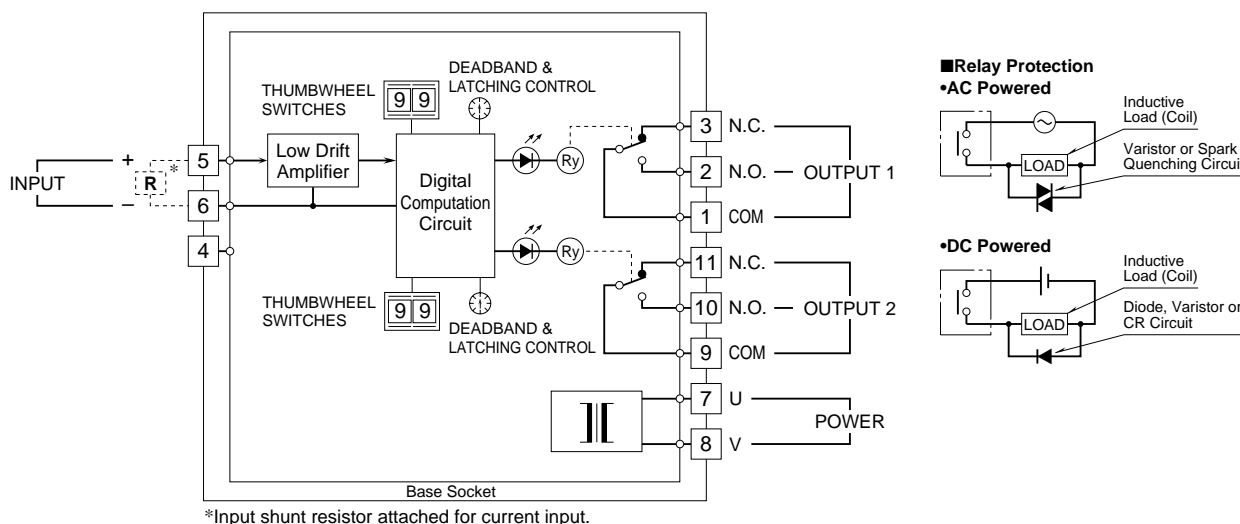 THUMBWHEEL
SWITCHES
9 9
DEADBAND &
LATCHING CONTROL
INPUT
+
−
R
*
5
6
4
Low Drift
Amplifier
Digital
Computation
Circuit
Ry
Ry
THUMBWHEEL
SWITCHES
9 9
DEADBAND &
LATCHING CONTROL
3 N.C.
2 N.O.
1 COM
OUTPUT 1
11 N.C.
10 N.O.
9 COM
OUTPUT 2
7 U
8 V
POWER
Base Socket
*Input shunt resistor attached for current input.
■Relay Protection
•AC Powered
LOAD
Inductive
Load (Coil)
Varistor or Spark
Quenching Circui
•DC Powered
LOAD
Inductive
Load (Coil)
Diode, Varistor or
CR Circuit